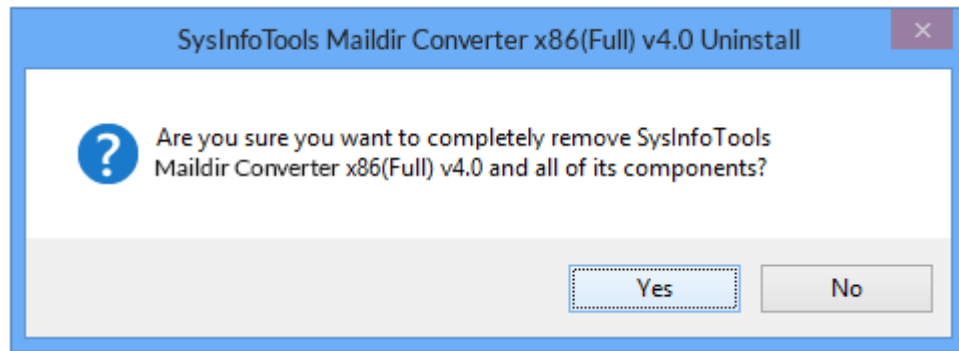 SysInfoTools Maildir Converter x86(Full) v4.0 Uninstall
Are you sure you want to completely remove SysInfoTools
Maildir Converter x86(Full) v4.0 and all of its components?
Yes
No